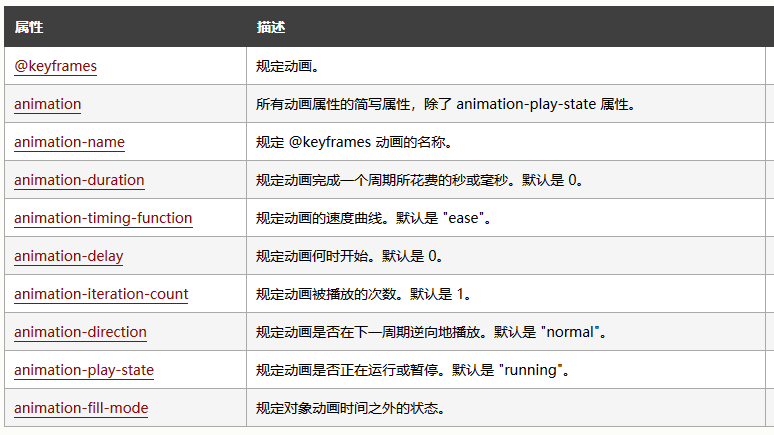 属性 描述
@keyframes 规定动画。
animation 所有动画属性的简写属性，除了 animation-play-state 属性。
animation-name 规定 @keyframes 动画的名称。
animation-duration 规定动画完成一个周期所花费的秒或毫秒。默认是 0。
animation-timing-function 规定动画的速度曲线。默认是 "ease"。
animation-delay 规定动画何时开始。默认是 0。
animation-iteration-count 规定动画被播放的次数。默认是 1。
animation-direction 规定动画是否在下一周期逆向地播放。默认是 "normal"。
animation-play-state 规定动画是否正在运行或暂停。默认是 "running"。
animation-fill-mode 规定对象动画时间之外的状态。